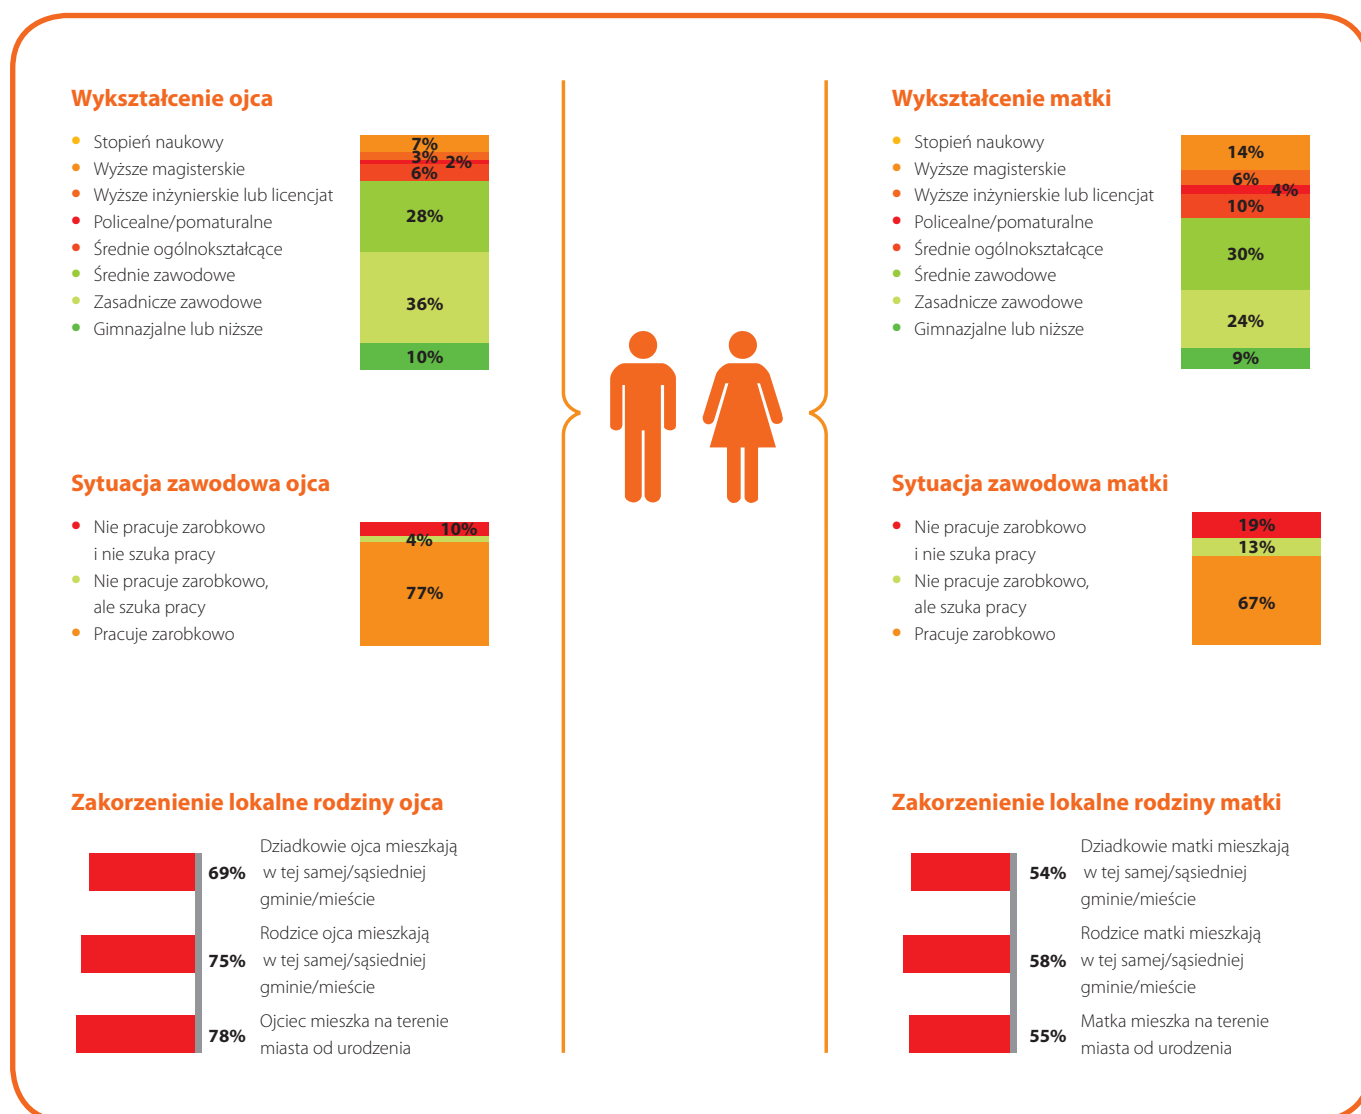 Wykształcenie ojca
Stopień naukowy
Wyższe magisterskie
Wyższe inżynierskie lub licencjat
Policealne/pomaturalne
Średnie ogólnokształcące
Średnie zawodowe
Zasadnicze zawodowe
Gimnazjalne lub niższe
7%
3%
2%
6%
28%
36%
10%
Sytuacja zawodowa ojca
Nie pracuje zarobkowo
i nie szuka pracy
Nie pracuje zarobkowo,
ale szuka pracy
Pracuje zarobkowo
10%
4%
77%
Zakorzenienie lokalne rodziny ojca
69%
Dziadkowie ojca mieszkają
w tej samej/sąsiedniej
gminie/mieście
75%
Rodzice ojca mieszkają
w tej samej/sąsiedniej
gminie/mieście
78%
Ojciec mieszka na terenie
miasta od urodzenia
Wykształcenie matki
Stopień naukowy
Wyższe magisterskie
Wyższe inżynierskie lub licencjat
Policealne/pomaturalne
Średnie ogólnokształcące
Średnie zawodowe
Zasadnicze zawodowe
Gimnazjalne lub niższe
14%
6%
4%
10%
30%
24%
9%
Sytuacja zawodowa matki
Nie pracuje zarobkowo
i nie szuka pracy
Nie pracuje zarobkowo,
ale szuka pracy
Pracuje zarobkowo
19%
13%
67%
Zakorzenienie lokalne rodziny matki
54%
Dziadkowie matki mieszkają
w tej samej/sąsiedniej
gminie/mieście
58%
Rodzice matki mieszkają
w tej samej/sąsiedniej
gminie/mieście
55%
Matka mieszka na terenie
miasta od urodzenia